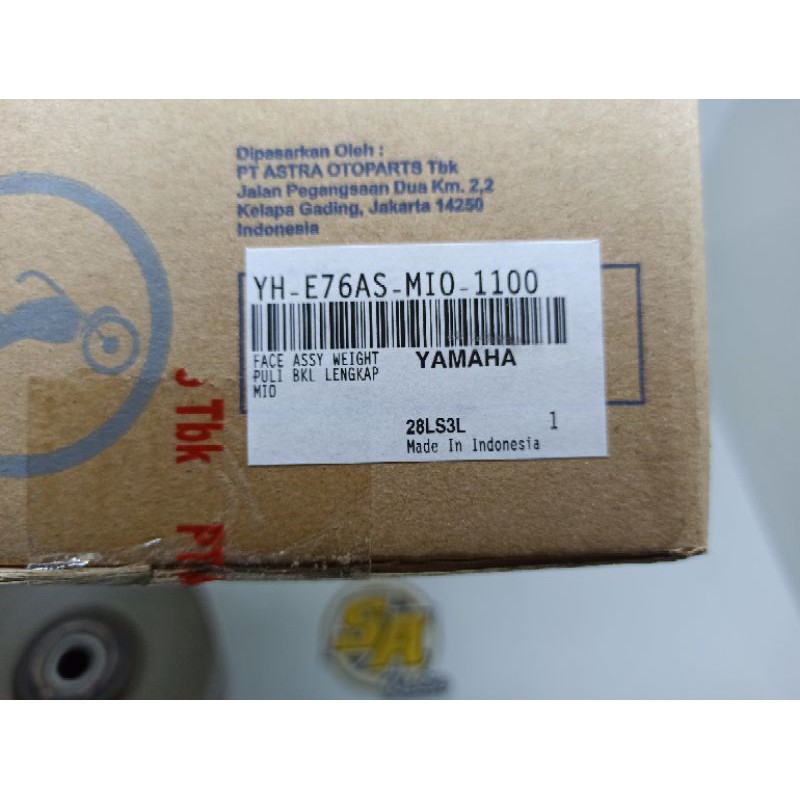 Dipasarkan Oleh :
PT ASTRA OTOPARTS Tbk
Jalan Pegangsaan Dua Km. 2,2
Kelapa Gading, Jakarta 14250
Indonesia
YH-E76AS-MIO-1100
FACE ASSY WEIGHT
YAMAHA
PULI BKL LENGKAP
MIO
28LS3L 1
Made In Indonesia
Tbk
PT
SA